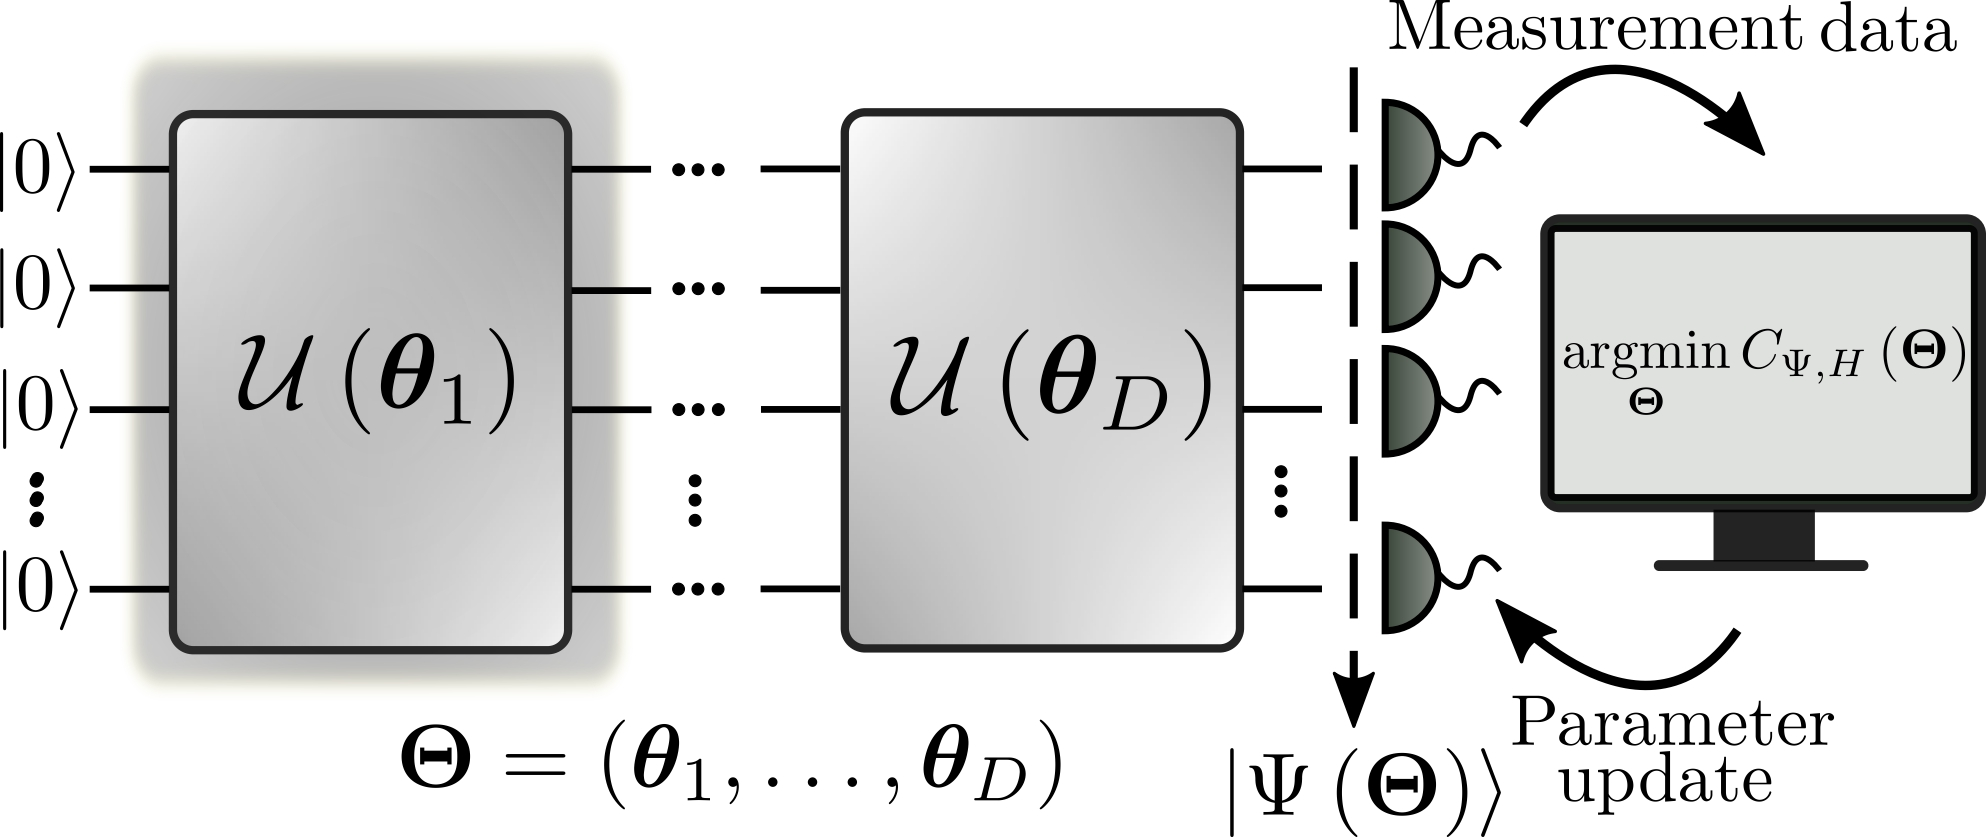 Measurement data
|0⟩
|0⟩
|0⟩
|0⟩
𝒰 (𝜽₁)
𝒰 (𝜽_D)
argmin C_{Ψ,H} (𝚯)
𝚯
𝚯 = (𝜽₁, . . . , 𝜽_D)
|Ψ (𝚯)⟩
Parameter
update